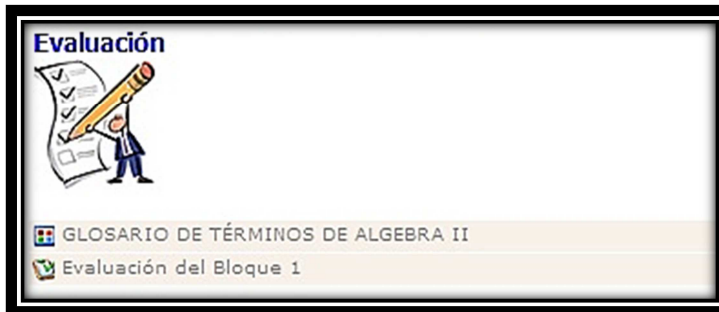 Evaluación
GLOSARIO DE TÉRMINOS DE ALGEBRA II
Evaluación del Bloque 1